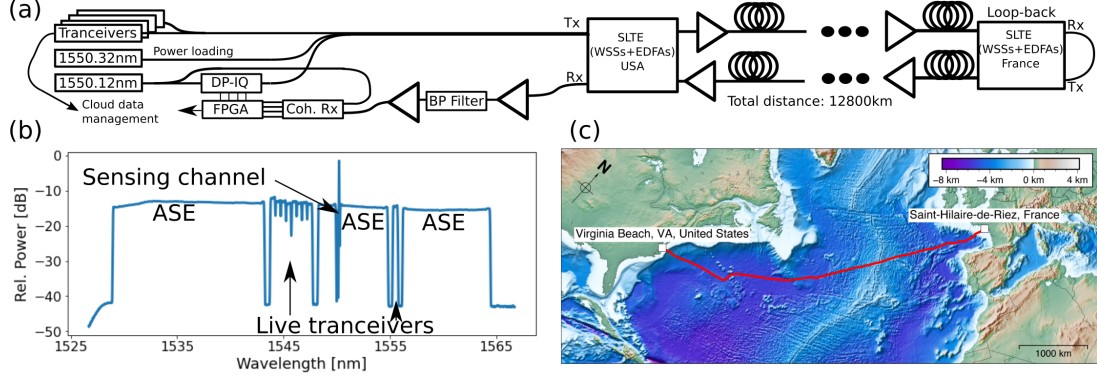 (a)
Tranceivers
1550.32nm
1550.12nm
Power loading
DP-IQ
FPGA
Coh. Rx
Cloud data
management
BP Filter
Tx
Rx
SLTE
(WSSs+EDFAs)
USA
Total distance: 12800km
Loop-back
SLTE
(WSSs+EDFAs)
France
Rx
Tx
(b)
Rel. Power [dB]
0
−10
−20
−30
−40
−50
Sensing channel
ASE
ASE
ASE
Live tranceivers
1525
1535
1545
1555
1565
Wavelength [nm]
(c)
N
−8 km
−4 km
0 km
4 km
Saint-Hilaire-de-Riez, France
Virginia Beach, VA, United States
1000 km